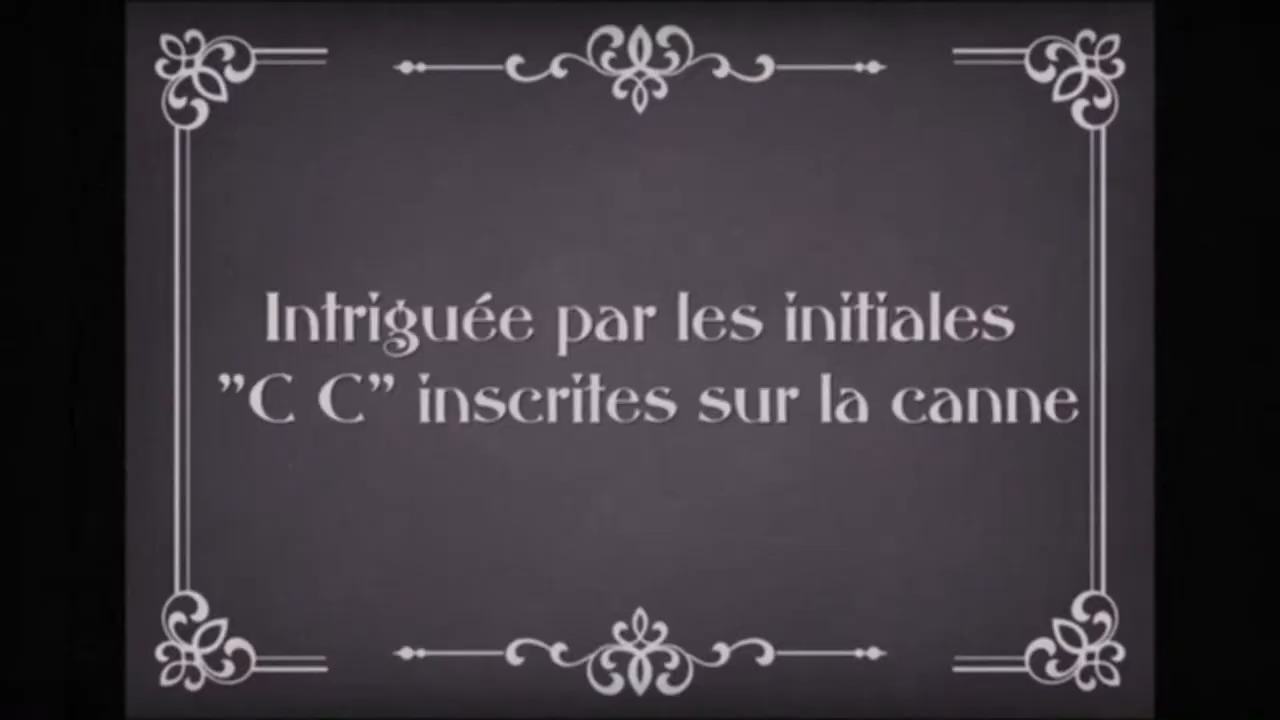 Intriguée par les initiales
”C C” inscrites sur la canne